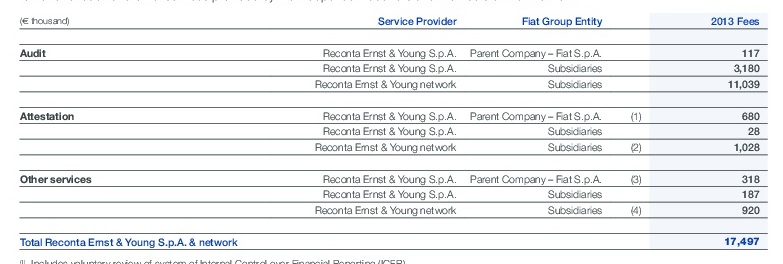 (€ thousand) Service Provider Fiat Group Entity 2013 Fees
Audit Reconta Ernst & Young S.p.A. Parent Company – Fiat S.p.A. 117
Reconta Ernst & Young S.p.A. Subsidiaries 3,180
Reconta Ernst & Young network Subsidiaries 11,039
Attestation Reconta Ernst & Young S.p.A. Parent Company – Fiat S.p.A. (1) 680
Reconta Ernst & Young S.p.A. Subsidiaries 28
Reconta Ernst & Young network Subsidiaries (2) 1,028
Other services Reconta Ernst & Young S.p.A. Parent Company – Fiat S.p.A. (3) 318
Reconta Ernst & Young S.p.A. Subsidiaries 187
Reconta Ernst & Young network Subsidiaries (4) 920
Total Reconta Ernst & Young S.p.A. & network 17,497
(1) Includes voluntary review of system of Internal Control over Financial Reporting (ICFR)